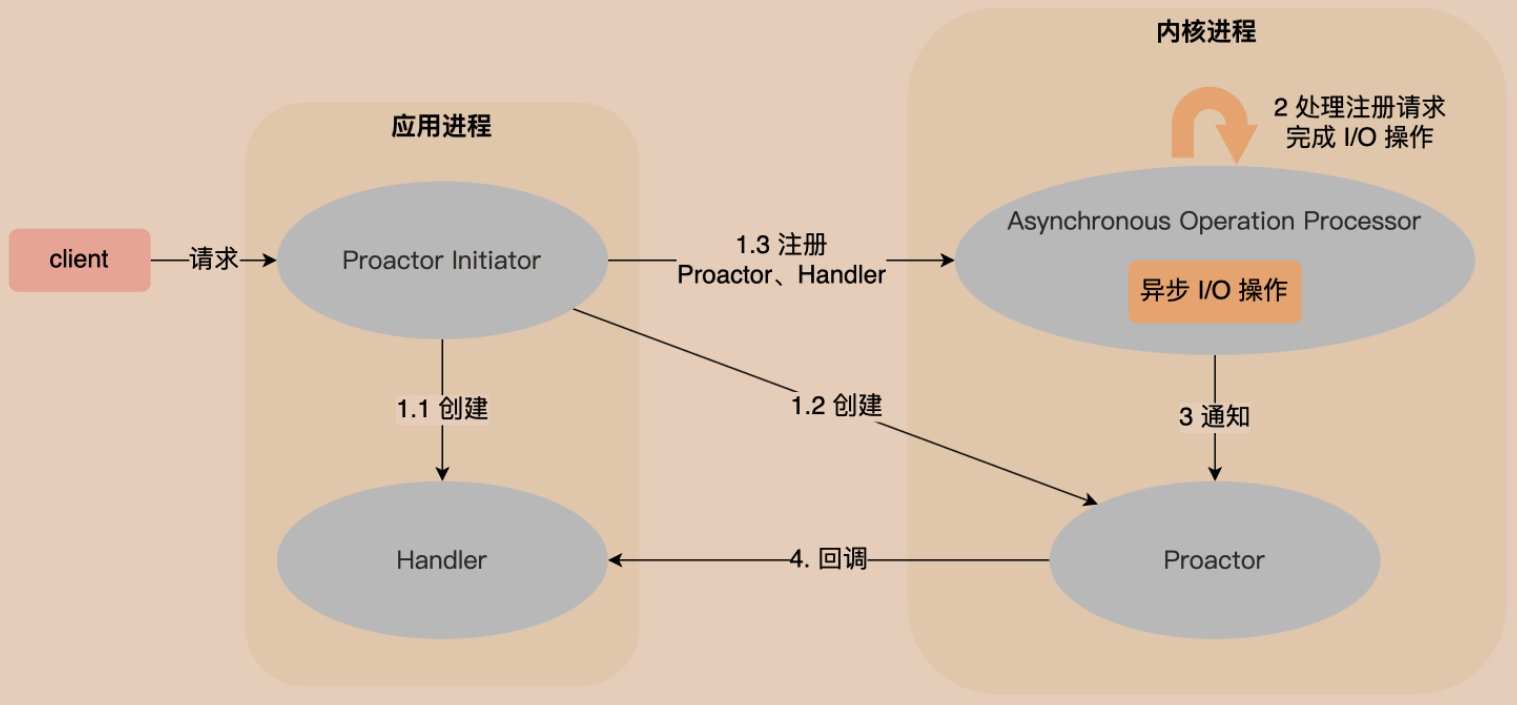 内核进程
2 处理注册请求
完成 I/O 操作
应用进程
Asynchronous Operation Processor
client
请求
Proactor Initiator
1.3 注册
Proactor、Handler
异步 I/O 操作
1.1 创建
1.2 创建
3 通知
Handler
4. 回调
Proactor